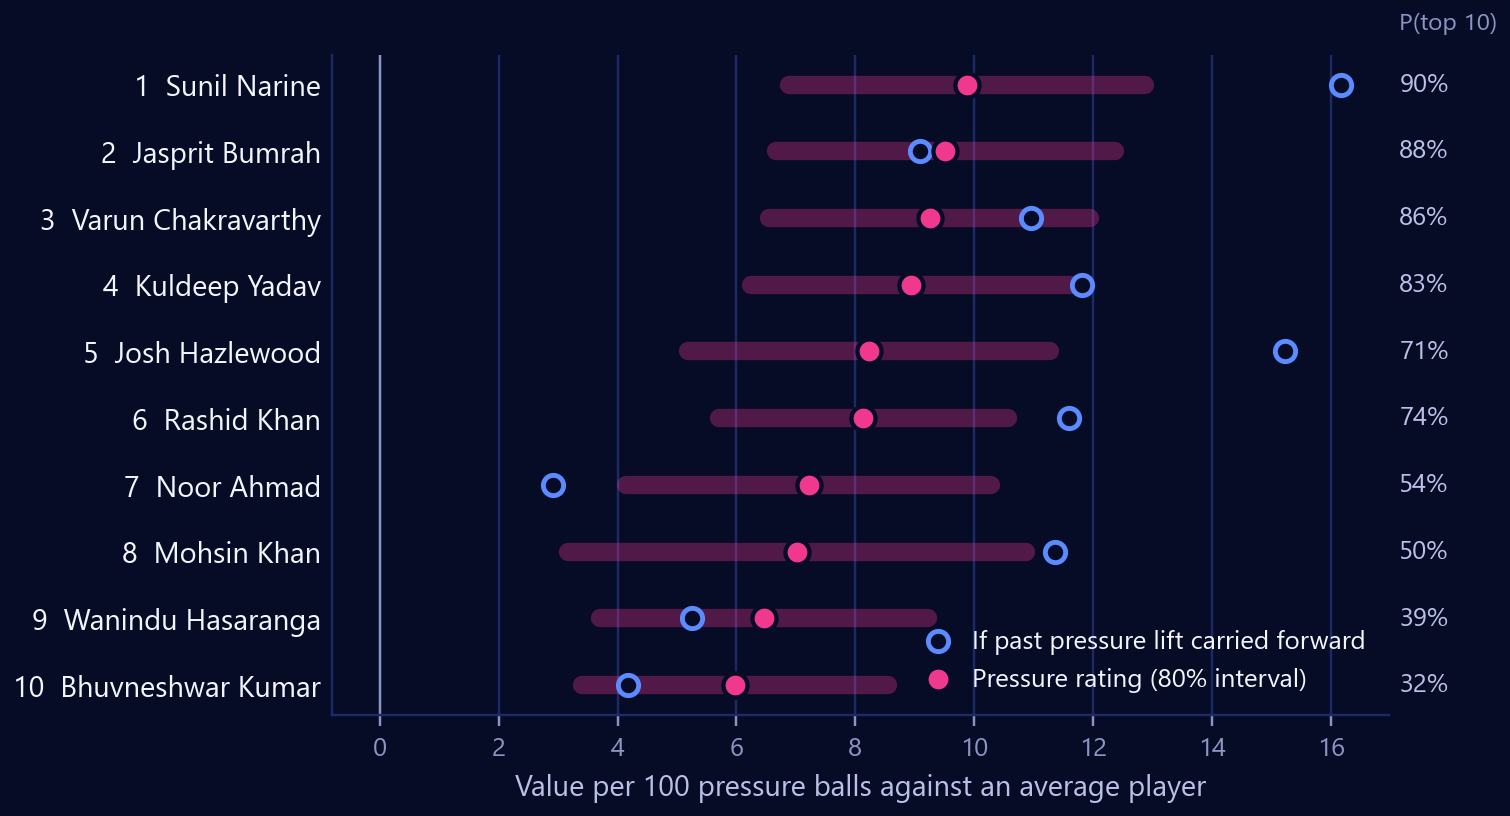 P(top 10)
1 Sunil Narine 90%
2 Jasprit Bumrah 88%
3 Varun Chakravarthy 86%
4 Kuldeep Yadav 83%
5 Josh Hazlewood 71%
6 Rashid Khan 74%
7 Noor Ahmad 54%
8 Mohsin Khan 50%
9 Wanindu Hasaranga 39%
If past pressure lift carried forward
Pressure rating (80% interval)
10 Bhuvneshwar Kumar 32%
0 2 4 6 8 10 12 14 16
Value per 100 pressure balls against an average player